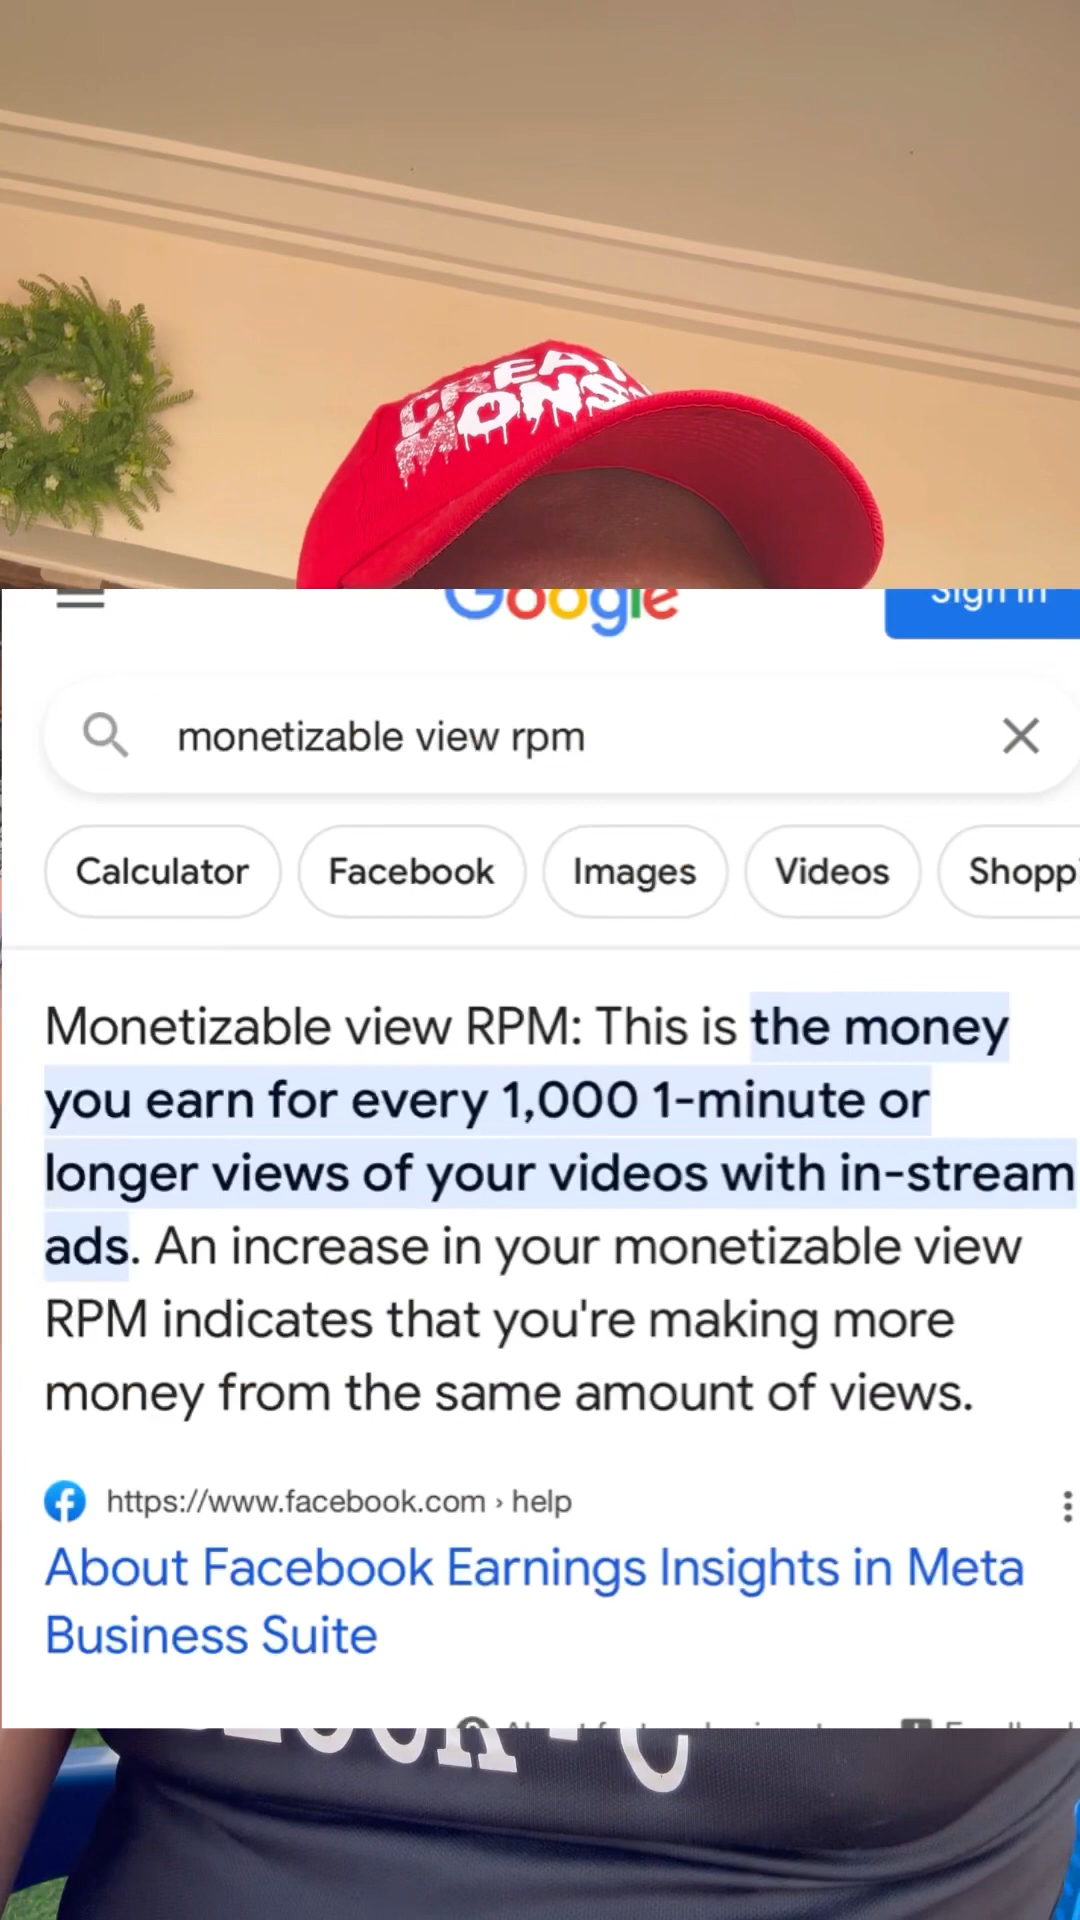 CREAT
MONS
Google
Sign in
monetizable view rpm
Calculator
Facebook
Images
Videos
Shopp
Monetizable view RPM: This is the money
you earn for every 1,000 1-minute or
longer views of your videos with in-stream
ads. An increase in your monetizable view
RPM indicates that you're making more
money from the same amount of views.
https://www.facebook.com › help
About Facebook Earnings Insights in Meta
Business Suite